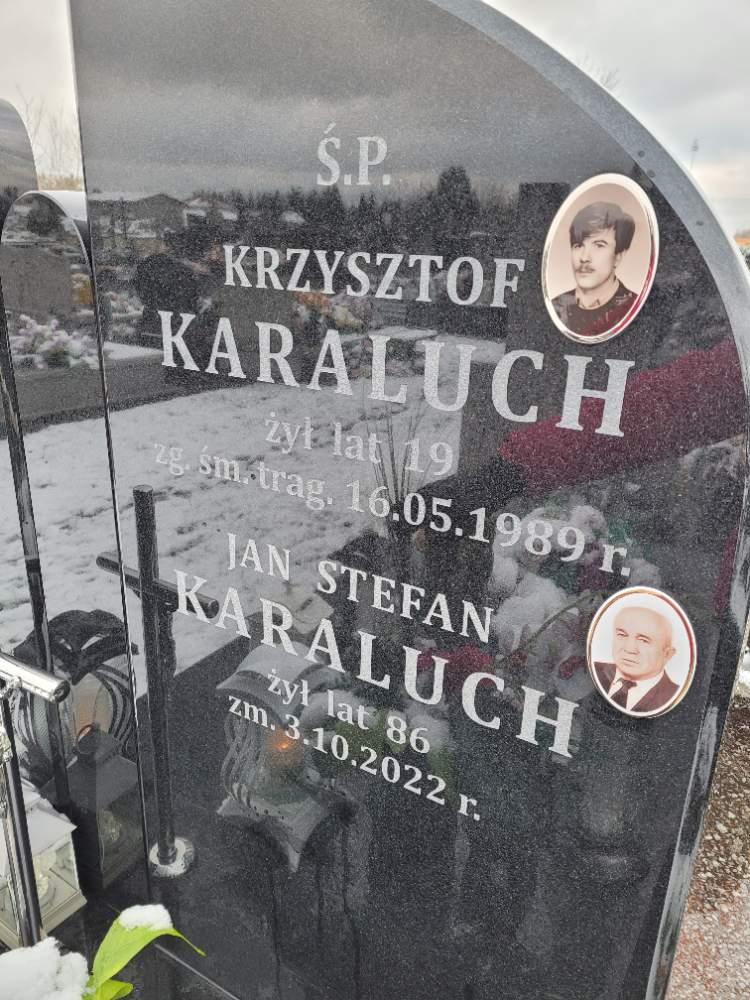 Ś.P.
KRZYSZTOF
KARALUCH
żył lat 19
zg. śm. trag. 16.05.1989 r.
JAN STEFAN
KARALUCH
żył lat 86
zm. 3.10.2022 r.